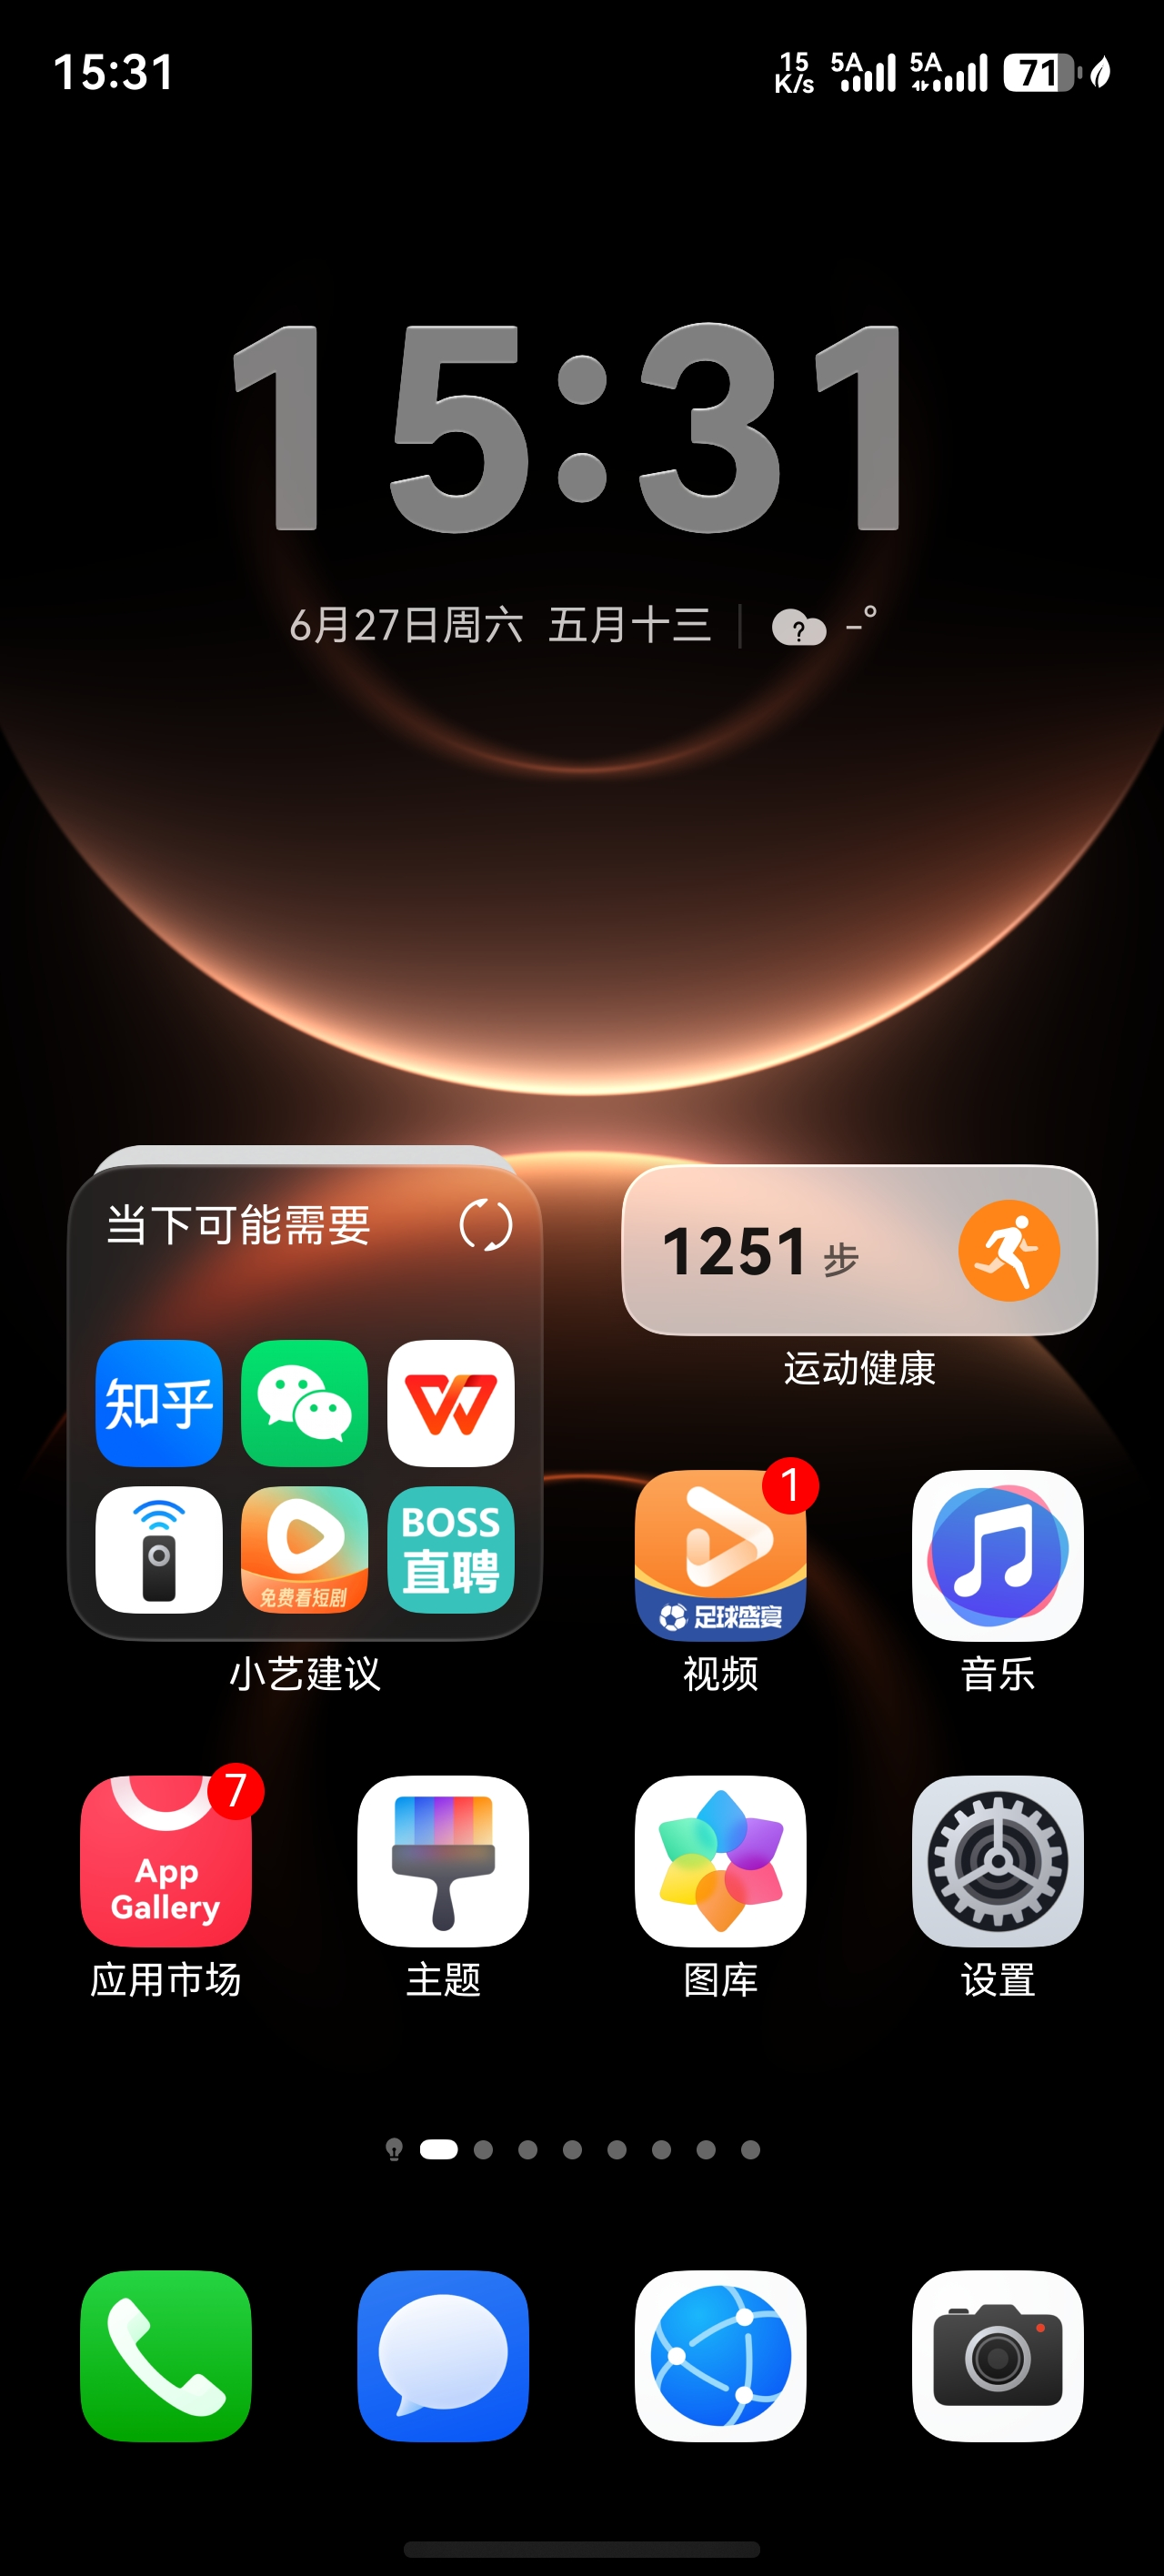 15:31
15 K/s 5A 5A 71
15:31
6月27日周六 五月十三 -°
当下可能需要
1251 步
运动健康
知乎
免费看短剧
BOSS
直聘
1
足球盛宴
小艺建议 视频 音乐
7
App
Gallery
应用市场 主题 图库 设置